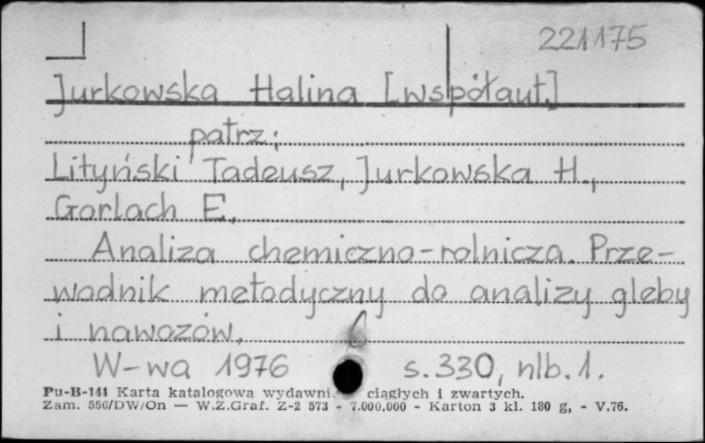 221175
Jurkowska Halina [współaut.]
patrz:
Lityński Tadeusz, Jurkowska H.,
Gorlach E.
Analiza chemiczno-rolnicza. Prze-
wodnik metodyczny do analizy gleby
i nawozów.
W-wa 1976 s. 330, nlb. 1.
Pu-B-141 Karta katalogowa wydawni ciągłych i zwartych.
Zam. 556/DW/On — W.Z.Graf. Z-2 573 - 7.000.000 - Karton 3 kl. 180 g, - V.76.